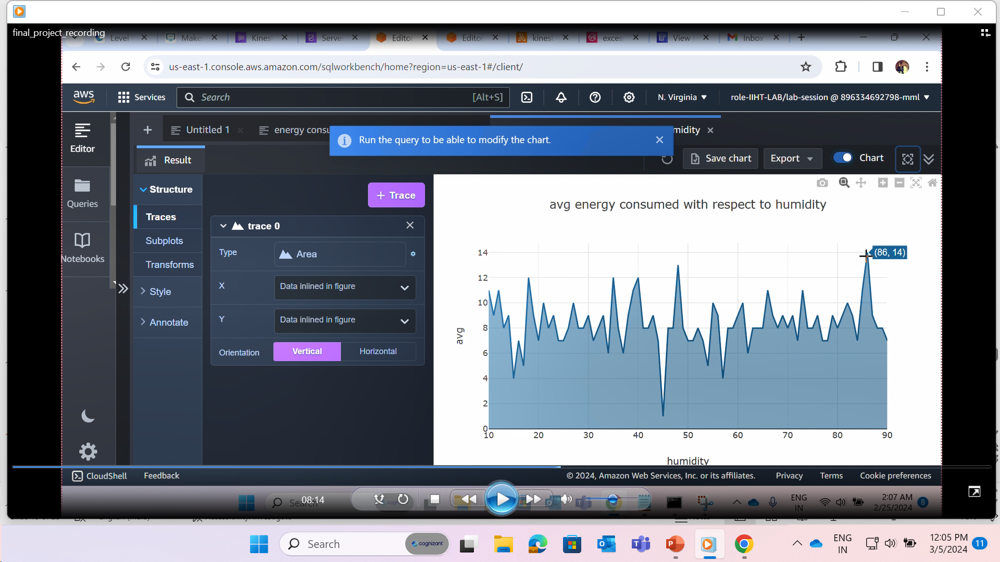 final_project_recording
Level
Make
Kines
Serve
Editor
Editor
kinesi
exces
View
Inbox
us-east-1.console.aws.amazon.com/sqlworkbench/home?region=us-east-1#/client/
aws
Services
Search
[Alt+S]
N. Virginia
role-IIHT-LAB/lab-session @ 896334692798-mml
Editor
Queries
Notebooks
Untitled 1
energy consu
midity
Run the query to be able to modify the chart.
Result
Save chart
Export
Chart
Structure
Traces
Subplots
Transforms
Style
Annotate
+ Trace
trace 0
Type
Area
X
Data inlined in figure
Y
Data inlined in figure
Orientation
Vertical
Horizontal
avg energy consumed with respect to humidity
(86, 14)
14
12
10
8
6
4
2
0
avg
10 20 30 40 50 60 70 80 90
humidity
CloudShell
Feedback
© 2024, Amazon Web Services, Inc. or its affiliates.
Privacy
Terms
Cookie preferences
Search
08:14
ENG
IN
2:07 AM
2/25/2024
8
Search
cognizant
ENG
IN
12:05 PM
3/5/2024
11